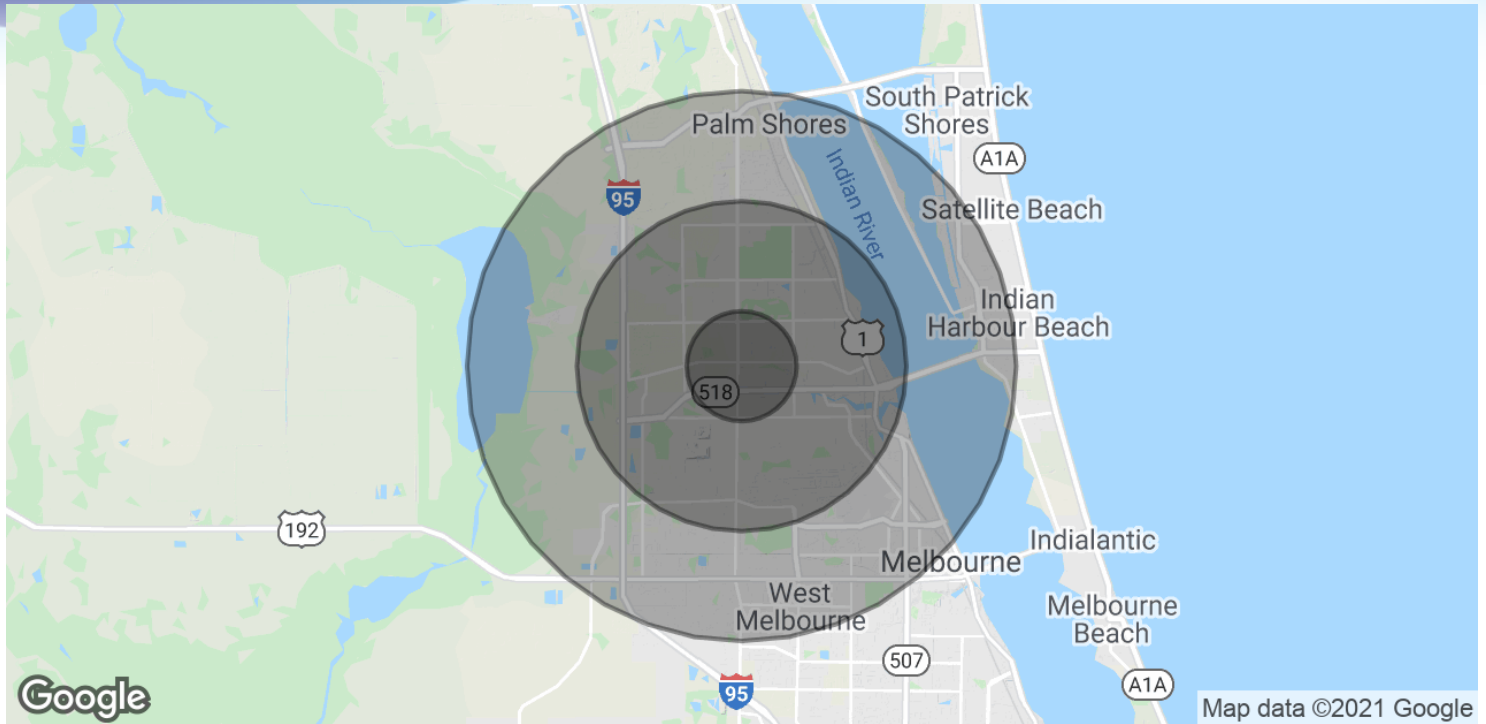 South Patrick
Shores
Palm Shores
A1A
Indian River
95
Satellite Beach
Indian
Harbour Beach
1
518
192
Melbourne
Indialantic
West
Melbourne
Melbourne
Beach
507
A1A
95
Google
Map data ©2021 Google